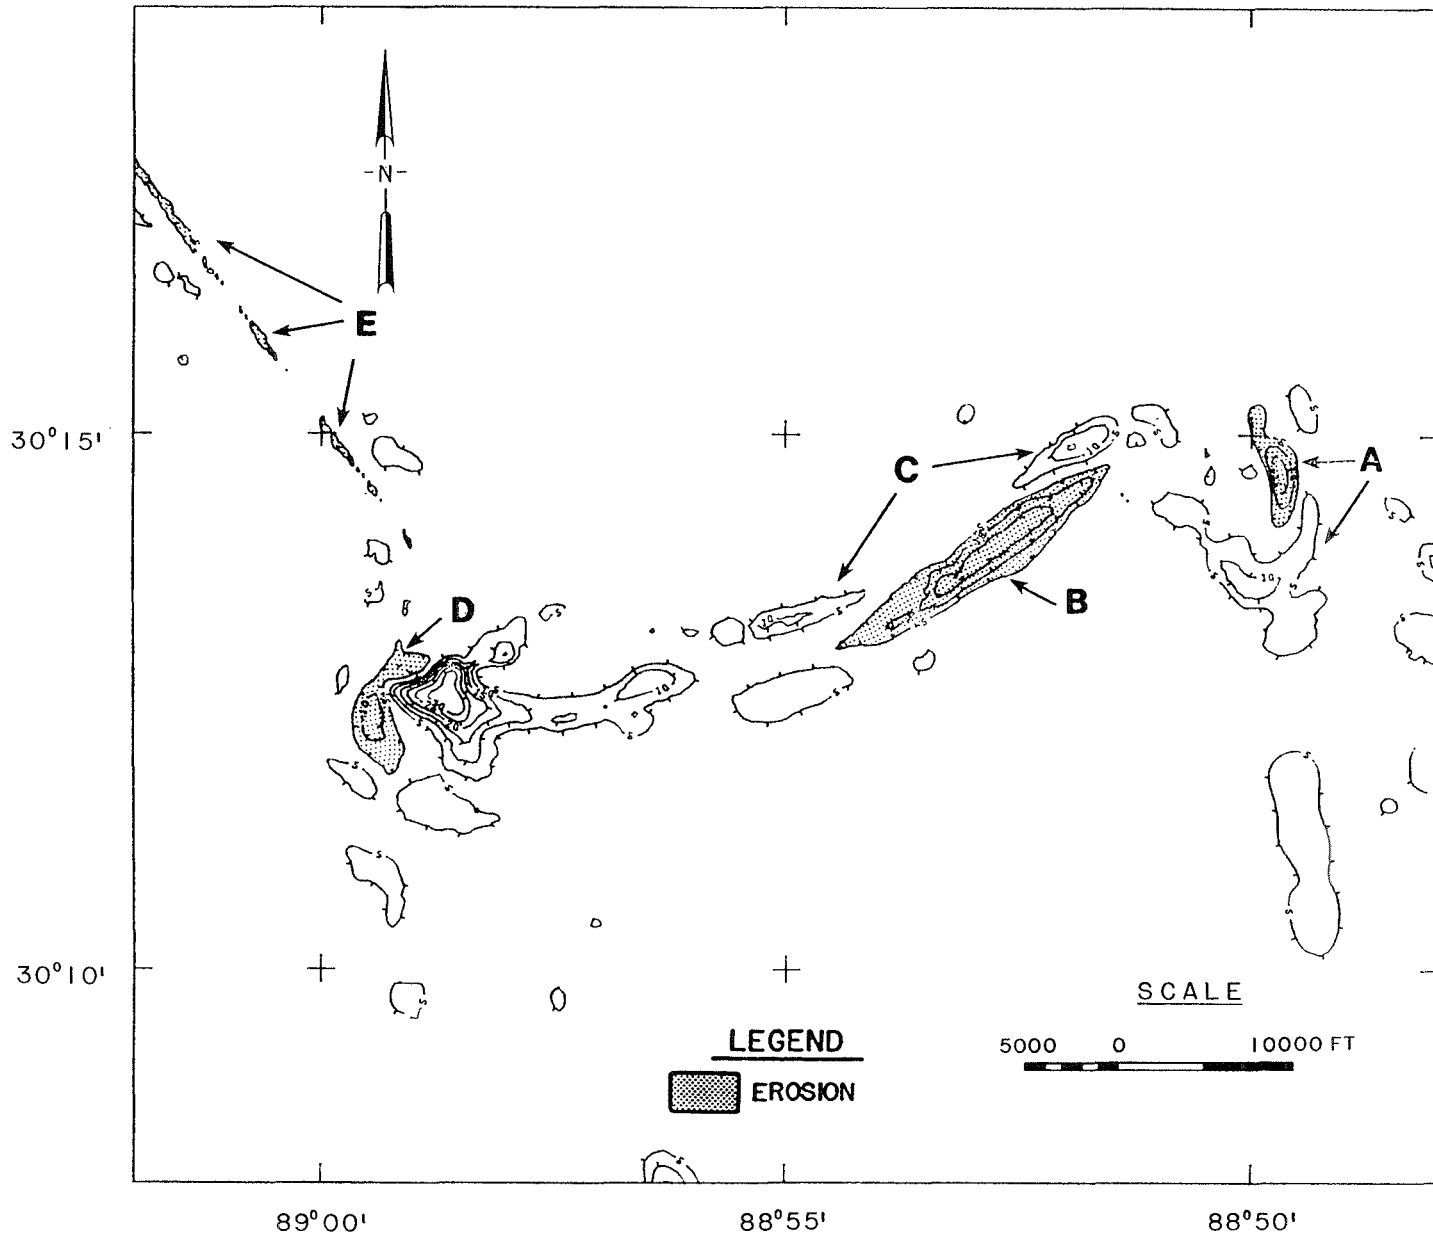 -N-
E
30°15'
C
A
B
D
30°10'
SCALE
LEGEND
5000 0 10000 FT
EROSION
89°00' 88°55' 88°50'